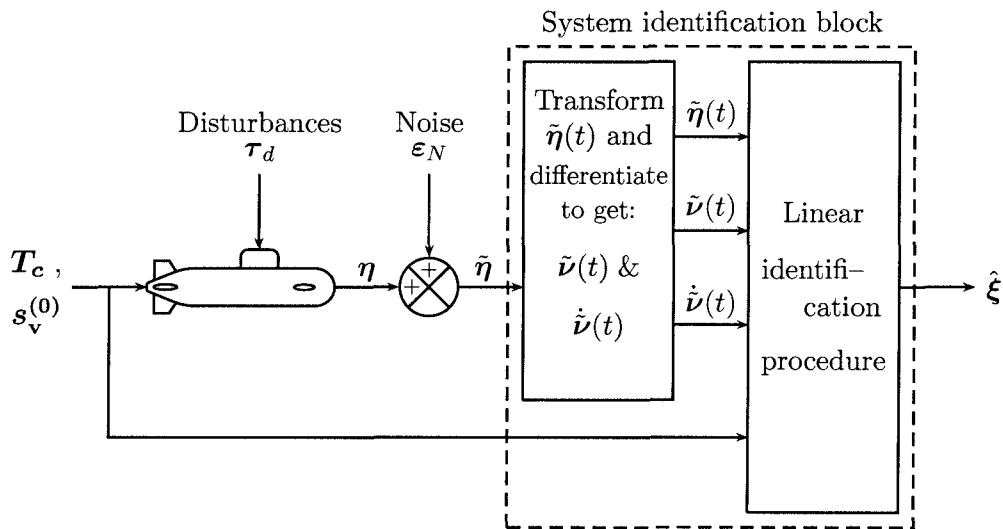 System identification block
Disturbances
τ_d
Noise
ε_N
T_c ,
s_v^(0)
η
+
+
η̃
Transform
η̃(t) and
differentiate
to get:
ν̃(t) &
ν̃̇(t)
η̃(t)
ν̃(t)
ν̃̇(t)
Linear
identifi–
cation
procedure
ξ̂